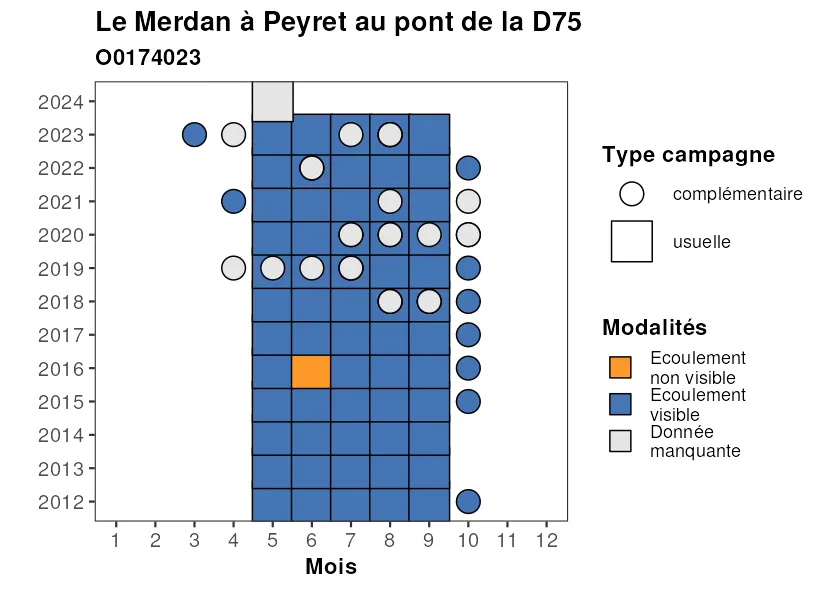 Le Merdan à Peyret au pont de la D75
O0174023
2024
2023
2022
2021
2020
2019
2018
2017
2016
2015
2014
2013
2012
1 2 3 4 5 6 7 8 9 10 11 12
Mois
Type campagne
complémentaire
usuelle
Modalités
Ecoulement
non visible
Ecoulement
visible
Donnée
manquante